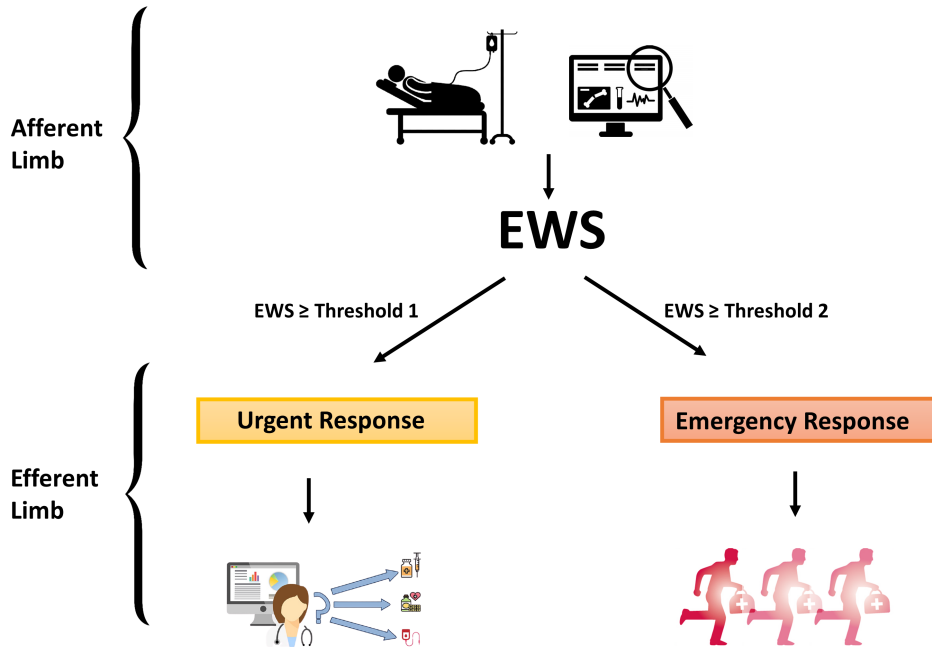 Afferent
Limb
EWS
EWS ≥ Threshold 1
EWS ≥ Threshold 2
Urgent Response
Emergency Response
Efferent
Limb